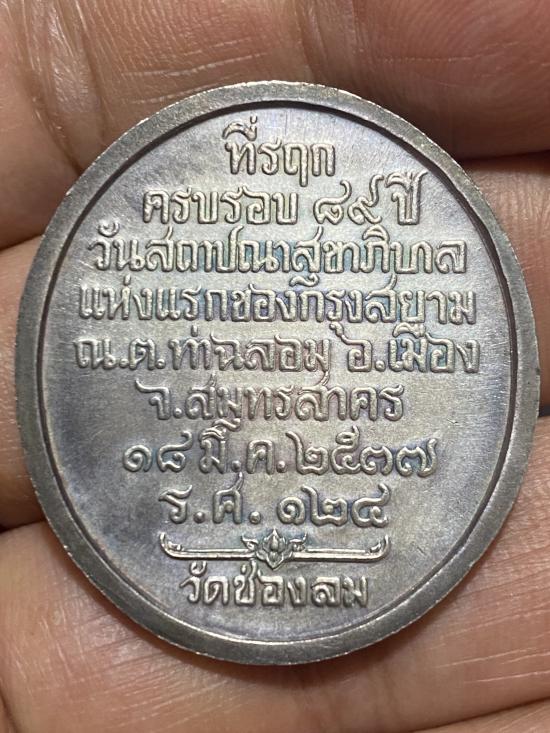 ที่รฤก
ครบรอบ ๘๙ ปี
วันสถาปณาสุขาภิบาล
แห่งแรกของกรุงสยาม
ณ.ต.ท่าฉลอม อ.เมือง
จ.สมุทรสาคร
๑๘ มี.ค.๒๕๓๗
ร.ศ. ๑๒๔
วัดช่องลม